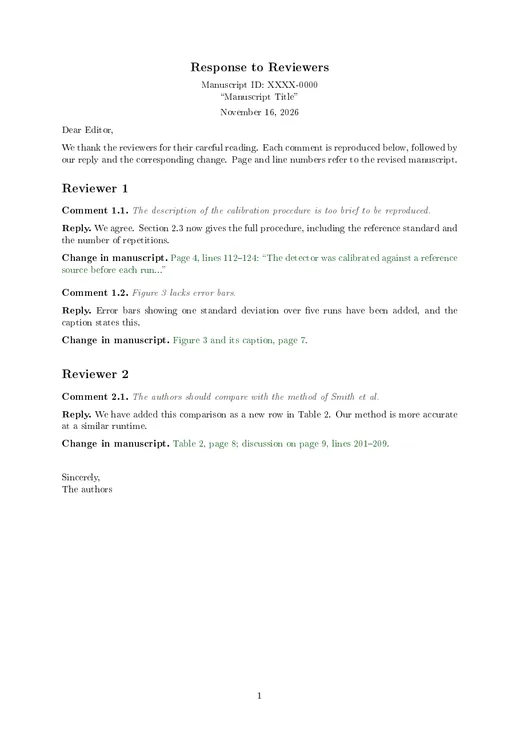 Response to Reviewers
Manuscript ID: XXXX-0000
“Manuscript Title”
November 16, 2026
Dear Editor,
We thank the reviewers for their careful reading. Each comment is reproduced below, followed by
our reply and the corresponding change. Page and line numbers refer to the revised manuscript.
Reviewer 1
Comment 1.1. The description of the calibration procedure is too brief to be reproduced.
Reply. We agree. Section 2.3 now gives the full procedure, including the reference standard and
the number of repetitions.
Change in manuscript. Page 4, lines 112–124: “The detector was calibrated against a reference
source before each run...”
Comment 1.2. Figure 3 lacks error bars.
Reply. Error bars showing one standard deviation over five runs have been added, and the
caption states this.
Change in manuscript. Figure 3 and its caption, page 7.
Reviewer 2
Comment 2.1. The authors should compare with the method of Smith et al.
Reply. We have added this comparison as a new row in Table 2. Our method is more accurate
at a similar runtime.
Change in manuscript. Table 2, page 8; discussion on page 9, lines 201–209.
Sincerely,
The authors
1